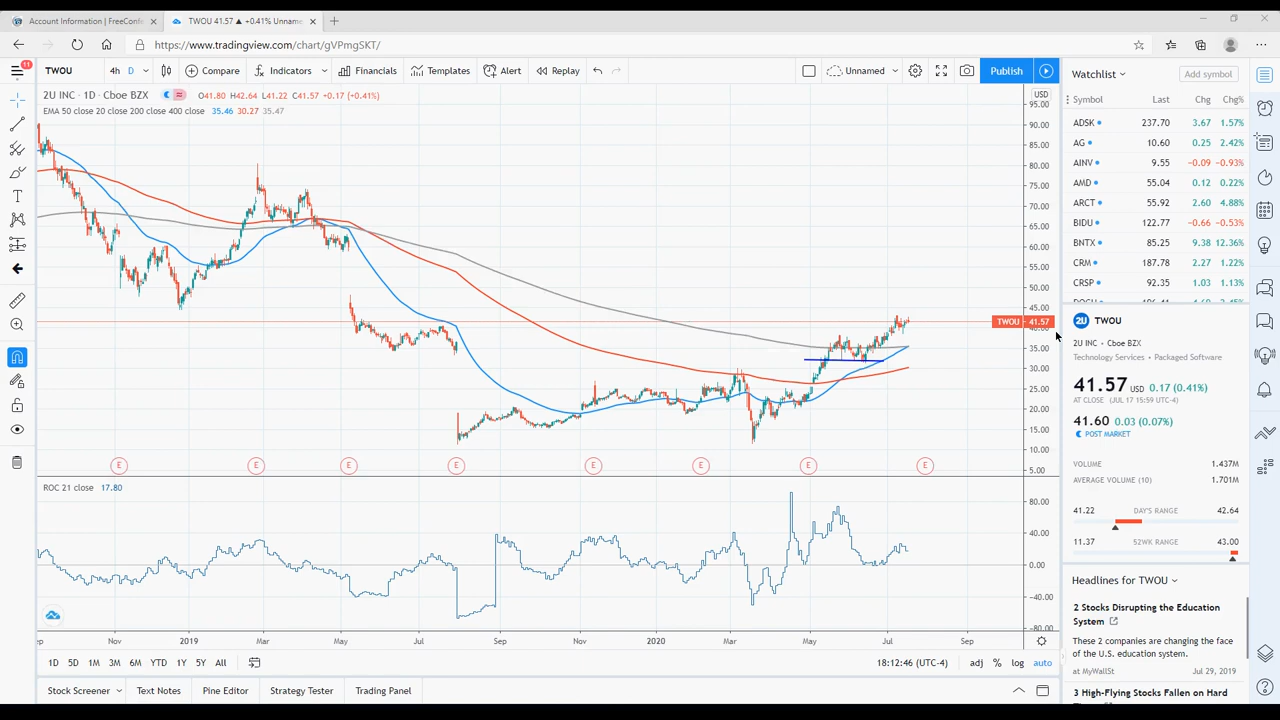 Account Information | FreeConf
TWOU 41.57 ▲ +0.41% Unnam
https://www.tradingview.com/chart/gVPmgSKT/
11
TWOU 4h D Compare Indicators Financials Templates Alert Replay Unnamed Publish
2U INC · 1D · Cboe BZX O41.80 H42.64 L41.22 C41.57 +0.17 (+0.41%)
EMA 50 close 20 close 200 close 400 close 35.46 30.27 35.47
USD
95.00
90.00
85.00
80.00
75.00
70.00
65.00
60.00
55.00
50.00
45.00
TWOU 41.57
40.00
35.00
30.00
25.00
20.00
15.00
10.00
5.00
E E E E E E E E
ROC 21 close 17.80
80.00
40.00
0.00
−40.00
−80.00
ep Nov 2019 Mar May Jul Sep Nov 2020 Mar May Jul Sep
1D 5D 1M 3M 6M YTD 1Y 5Y All
18:12:46 (UTC-4) adj % log auto
Stock Screener Text Notes Pine Editor Strategy Tester Trading Panel
Watchlist Add symbol
Symbol Last Chg Chg%
ADSK 237.70 3.67 1.57%
AG 10.60 0.25 2.42%
AINV 9.55 −0.09 −0.93%
AMD 55.04 0.12 0.22%
ARCT 55.92 2.60 4.88%
BIDU 122.77 −0.66 −0.53%
BNTX 85.25 9.38 12.36%
CRM 187.78 2.27 1.22%
CRSP 92.35 1.03 1.13%
2U TWOU
2U INC • Cboe BZX
Technology Services • Packaged Software
41.57 USD 0.17 (0.41%)
AT CLOSE (JUL 17 15:59 UTC-4)
41.60 0.03 (0.07%)
POST MARKET
VOLUME 1.437M
AVERAGE VOLUME (10) 1.701M
41.22 DAY'S RANGE 42.64
11.37 52WK RANGE 43.00
Headlines for TWOU
2 Stocks Disrupting the Education
System
These 2 companies are changing the face
of the U.S. education system.
at MyWallSt Jul 29, 2019
3 High-Flying Stocks Fallen on Hard